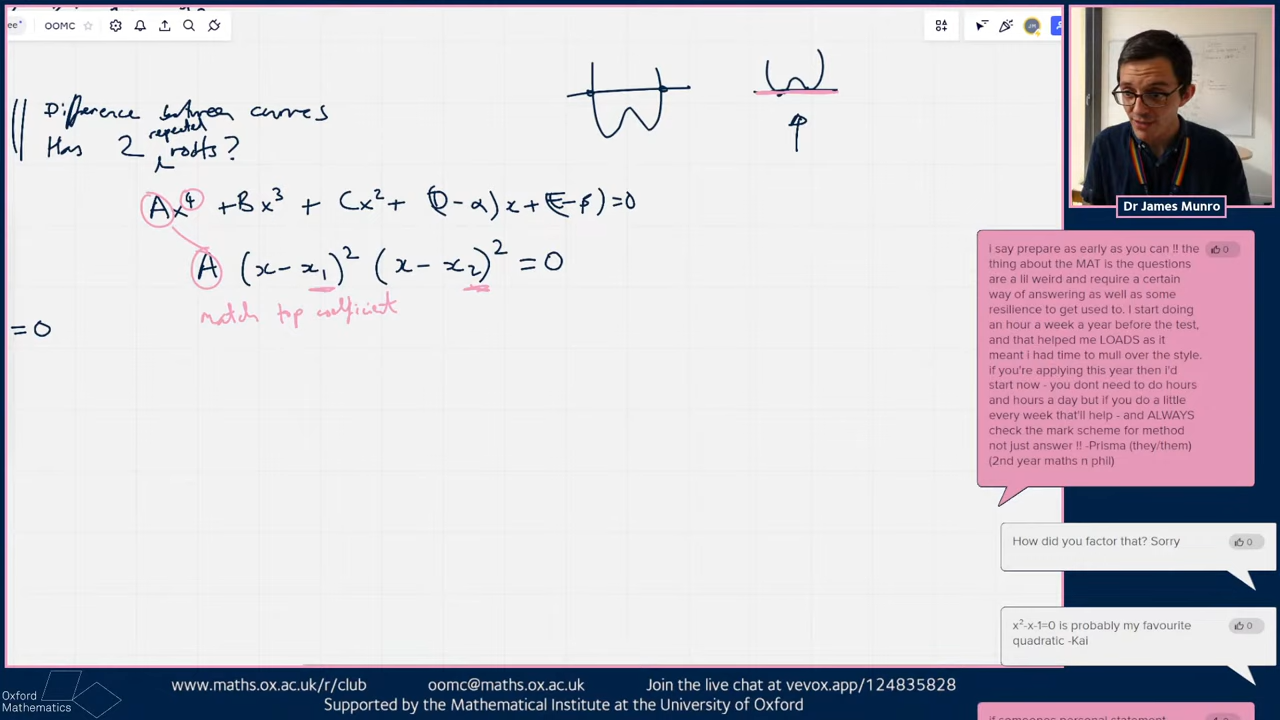 ee
OOMC
Difference between curves
Has 2 repeated roots?
Ax⁴ + Bx³ + Cx² + (D - α)x + (E - β) = 0
A (x - x₁)² (x - x₂)² = 0
match top coefficient
= 0
Dr James Munro
i say prepare as early as you can !! the
thing about the MAT is the questions
are a lil weird and require a certain
way of answering as well as some
resilience to get used to. I start doing
an hour a week a year before the test,
and that helped me LOADS as it
meant i had time to mull over the style.
if you're applying this year then i'd
start now - you dont need to do hours
and hours a day but if you do a little
every week that'll help - and ALWAYS
check the mark scheme for method
not just answer !! -Prisma (they/them)
(2nd year maths n phil)
0
How did you factor that? Sorry
0
x²-x-1=0 is probably my favourite
quadratic -Kai
0
if someones personal statement
0
Oxford
Mathematics
www.maths.ox.ac.uk/r/club oomc@maths.ox.ac.uk Join the live chat at vevox.app/124835828
Supported by the Mathematical Institute at the University of Oxford